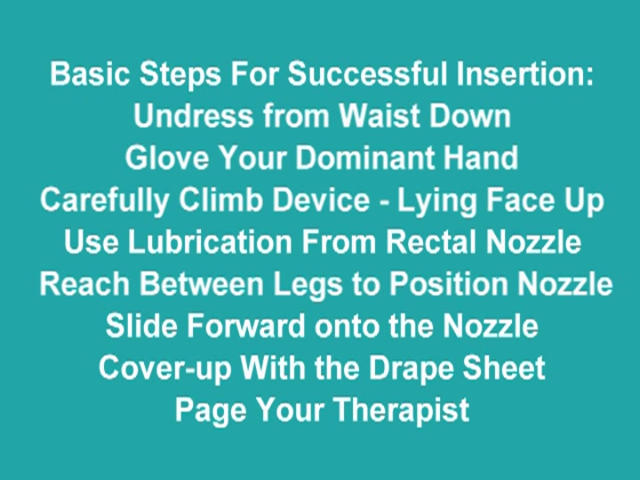 Basic Steps For Successful Insertion:
Undress from Waist Down
Glove Your Dominant Hand
Carefully Climb Device - Lying Face Up
Use Lubrication From Rectal Nozzle
Reach Between Legs to Position Nozzle
Slide Forward onto the Nozzle
Cover-up With the Drape Sheet
Page Your Therapist